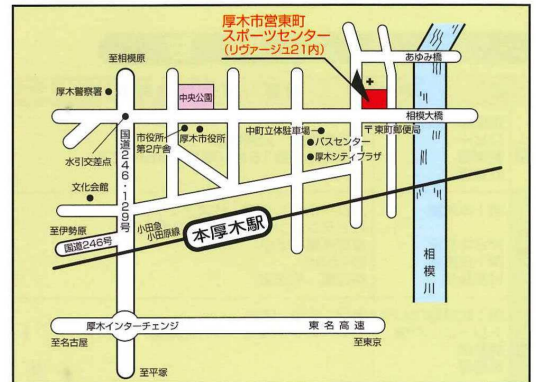 厚木市営東町
スポーツセンター
(リヴァージュ21内)
至相模原
あゆみ橋
厚木警察署
中央公園
相模大橋
市役所
第2庁舎
厚木市役所
中町立体駐車場
〒東町郵便局
バスセンター
厚木シティプラザ
水引交差点
国道246・129号
文化会館
至伊勢原
国道246号
小田急
小田原線
本厚木駅
相模川
厚木インターチェンジ
東名高速
至名古屋
至東京
至平塚